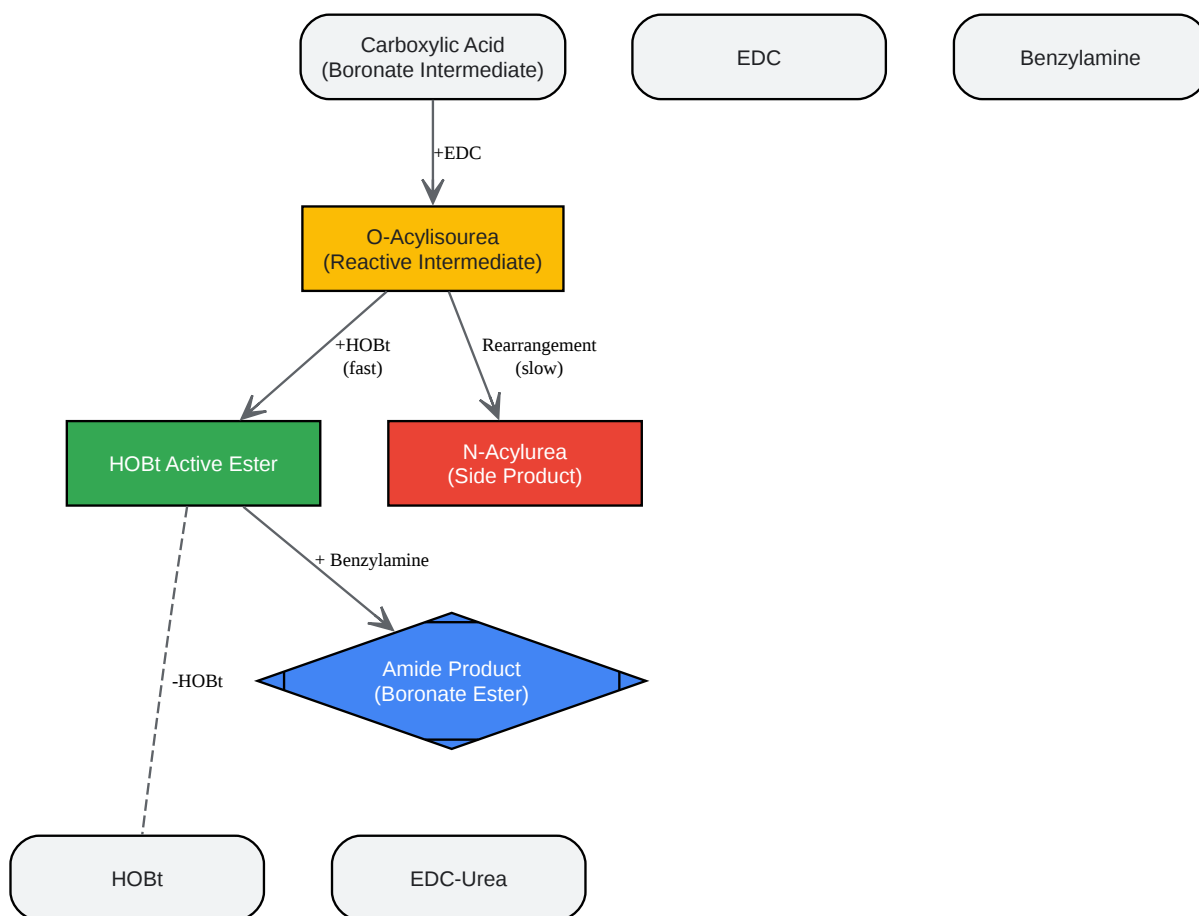 Carboxylic Acid
(Boronate Intermediate)
EDC
Benzylamine
+EDC
O-Acylisourea
(Reactive Intermediate)
+HOBt
(fast)
Rearrangement
(slow)
HOBt Active Ester
N-Acylurea
(Side Product)
+ Benzylamine
-HOBt
Amide Product
(Boronate Ester)
HOBt
EDC-Urea